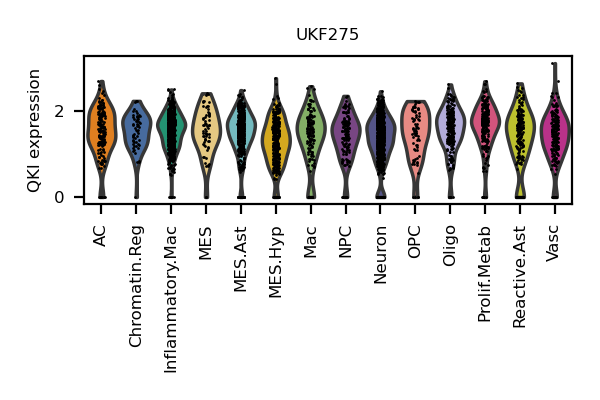 UKF275
QKI expression
2
0
AC
Chromatin.Reg
Inflammatory.Mac
MES
MES.Ast
MES.Hyp
Mac
NPC
Neuron
OPC
Oligo
Prolif.Metab
Reactive.Ast
Vasc